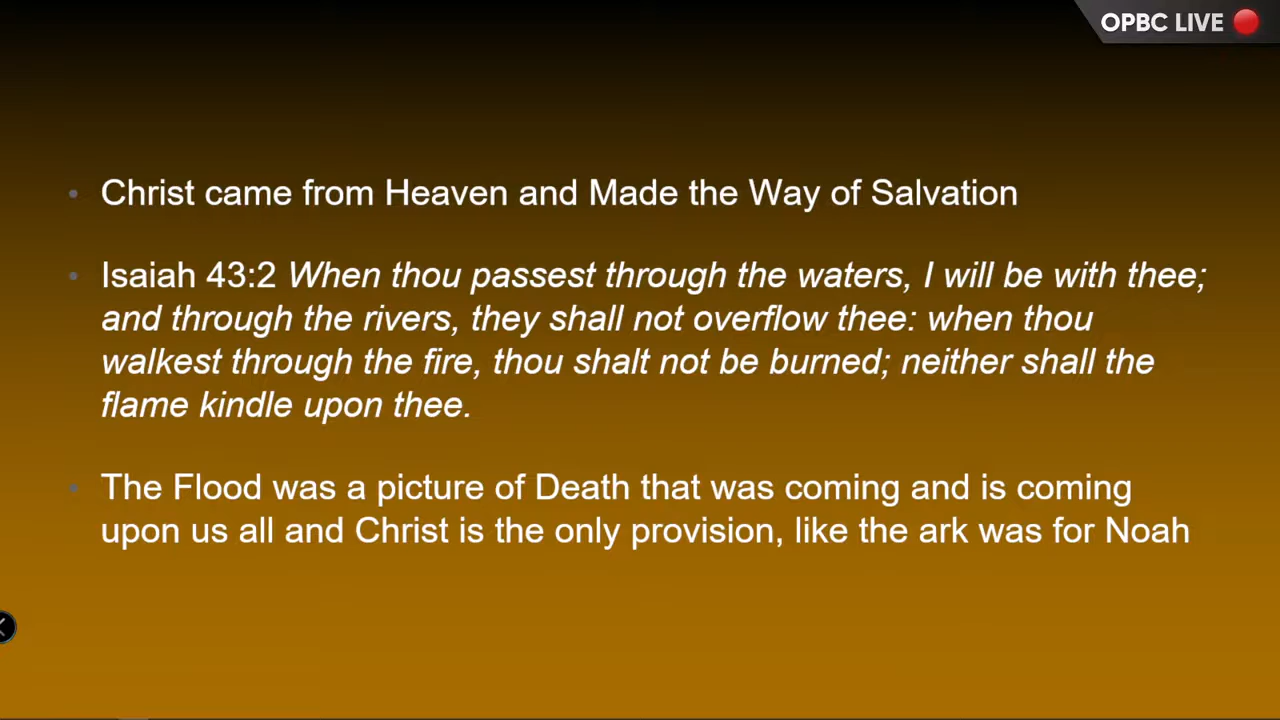 OPBC LIVE
• Christ came from Heaven and Made the Way of Salvation
• Isaiah 43:2 When thou passest through the waters, I will be with thee;
and through the rivers, they shall not overflow thee: when thou
walkest through the fire, thou shalt not be burned; neither shall the
flame kindle upon thee.
• The Flood was a picture of Death that was coming and is coming
upon us all and Christ is the only provision, like the ark was for Noah